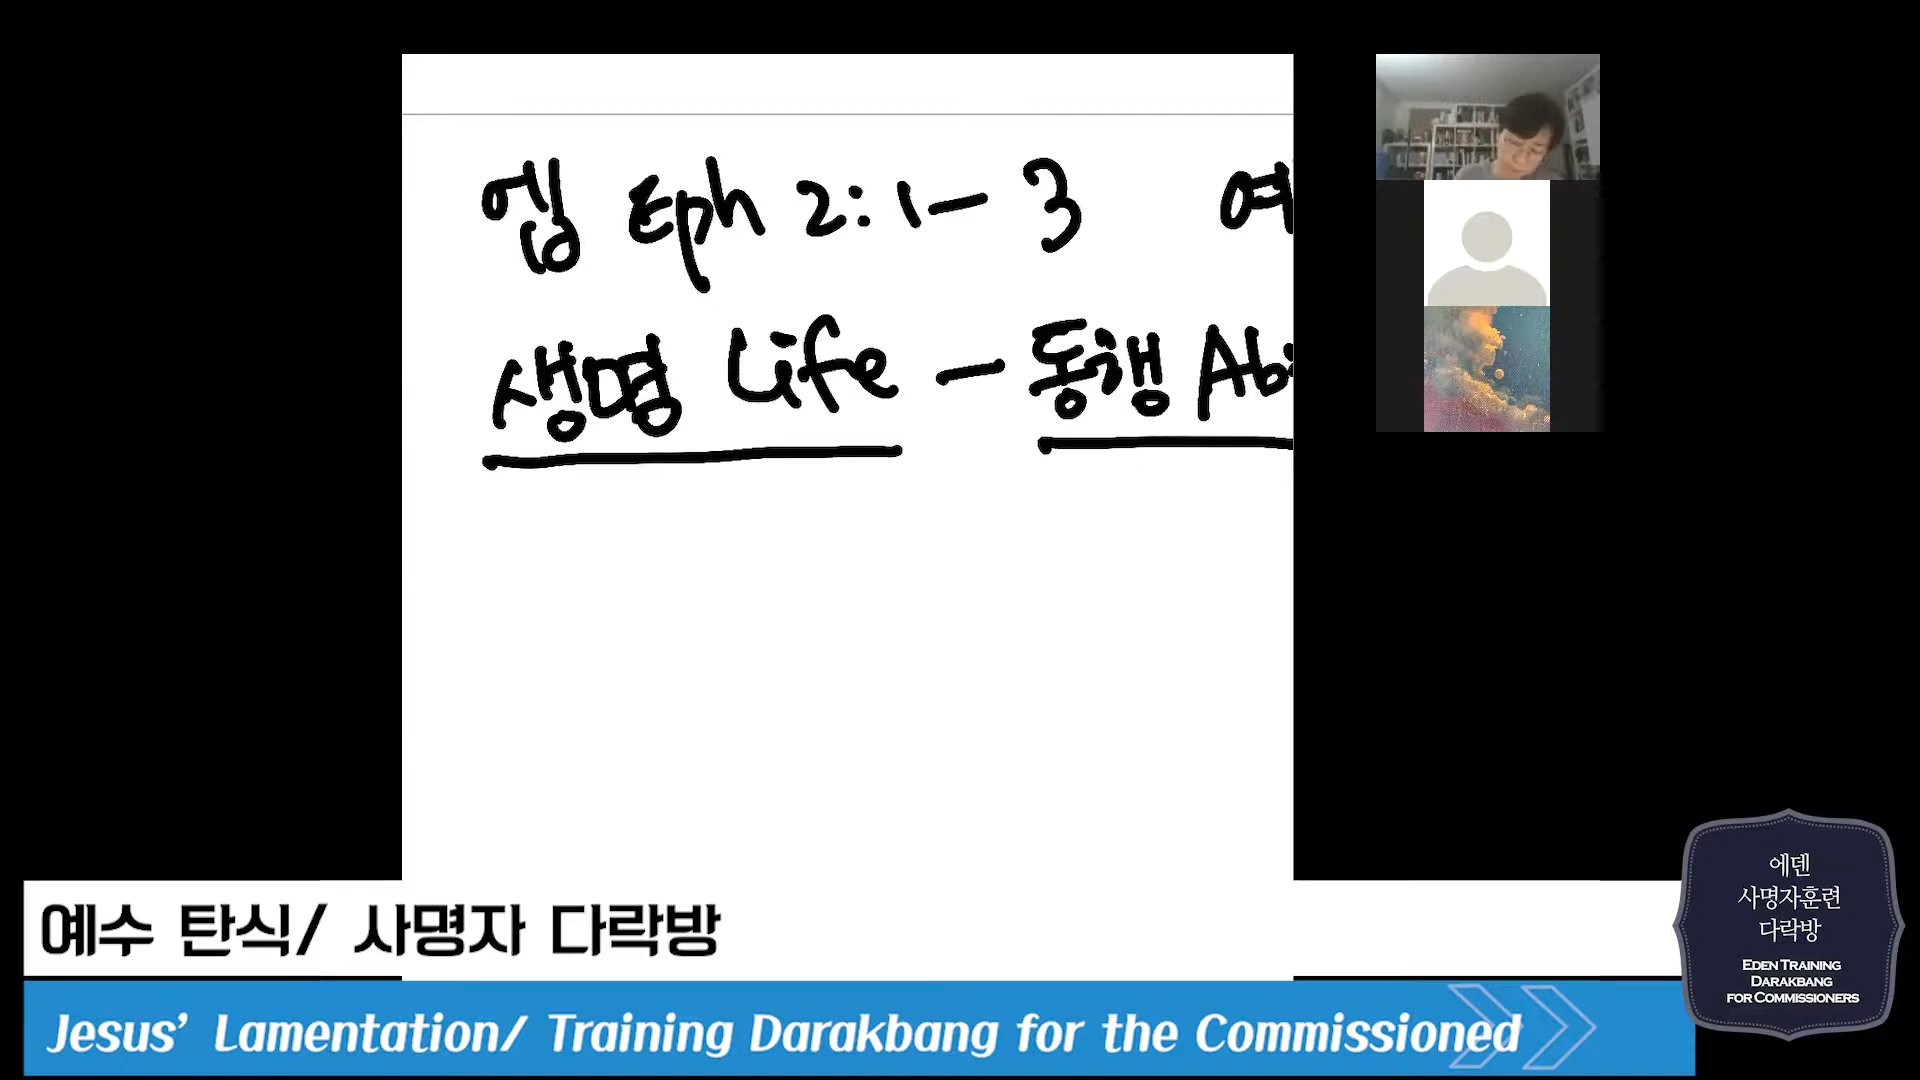 엡 Eph 2:1-3 예
생명 Life - 동행 Ab
예수 탄식/ 사명자 다락방
Jesus' Lamentation/ Training Darakbang for the Commissioned
에덴
사명자훈련
다락방
EDEN TRAINING
DARAKBANG
FOR COMMISSIONERS